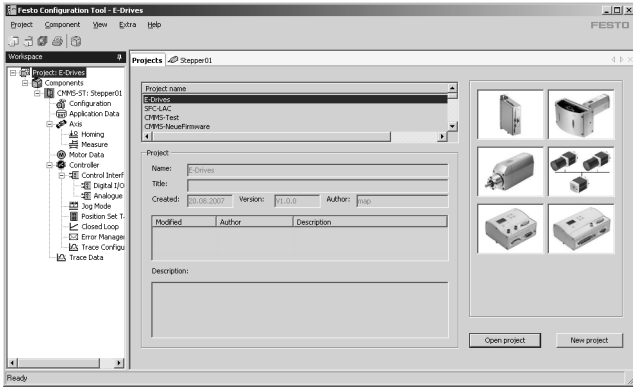 Festo Configuration Tool - E-Drives
Project Component View Extra Help
FESTO
Workspace
Projects Stepper01
Project: E-Drives
Components
CMMS-ST: Stepper01
Configuration
Application Data
Axis
Homing
Measure
Motor Data
Controller
Control Interf
Digital I/O
Analogue
Jog Mode
Position Set T
Closed Loop
Error Manage
Trace Configu
Trace Data
Project name
E-Drives
SFC-LAC
CMMS-Test
CMMS-NeueFirmware
Project
Name: E-Drives
Title:
Created: 20.06.2007 Version: V1.0.0 Author: map
Modified Author Description
Description:
Open project New project
Ready